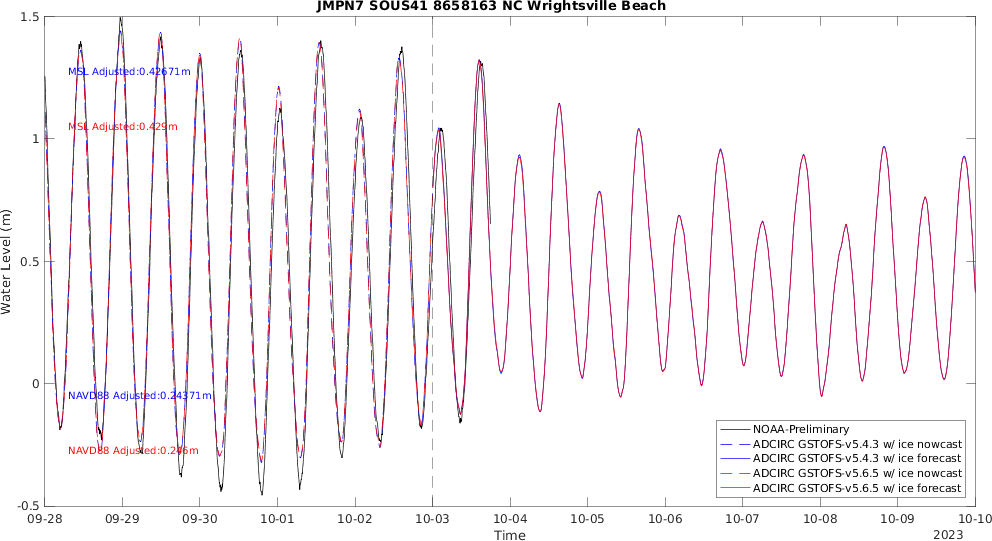 JMPN7 SOUS41 8658163 NC Wrightsville Beach
1.5
1
0.5
0
-0.5
Water Level (m)
MSL Adjusted:0.42671m
MSL Adjusted:0.429m
NAVD88 Adjusted:0.24371m
NAVD88 Adjusted:0.246m
NOAA-Preliminary
ADCIRC GSTOFS-v5.4.3 w/ ice nowcast
ADCIRC GSTOFS-v5.4.3 w/ ice forecast
ADCIRC GSTOFS-v5.6.5 w/ ice nowcast
ADCIRC GSTOFS-v5.6.5 w/ ice forecast
09-28 09-29 09-30 10-01 10-02 10-03 10-04 10-05 10-06 10-07 10-08 10-09 10-10
Time
2023